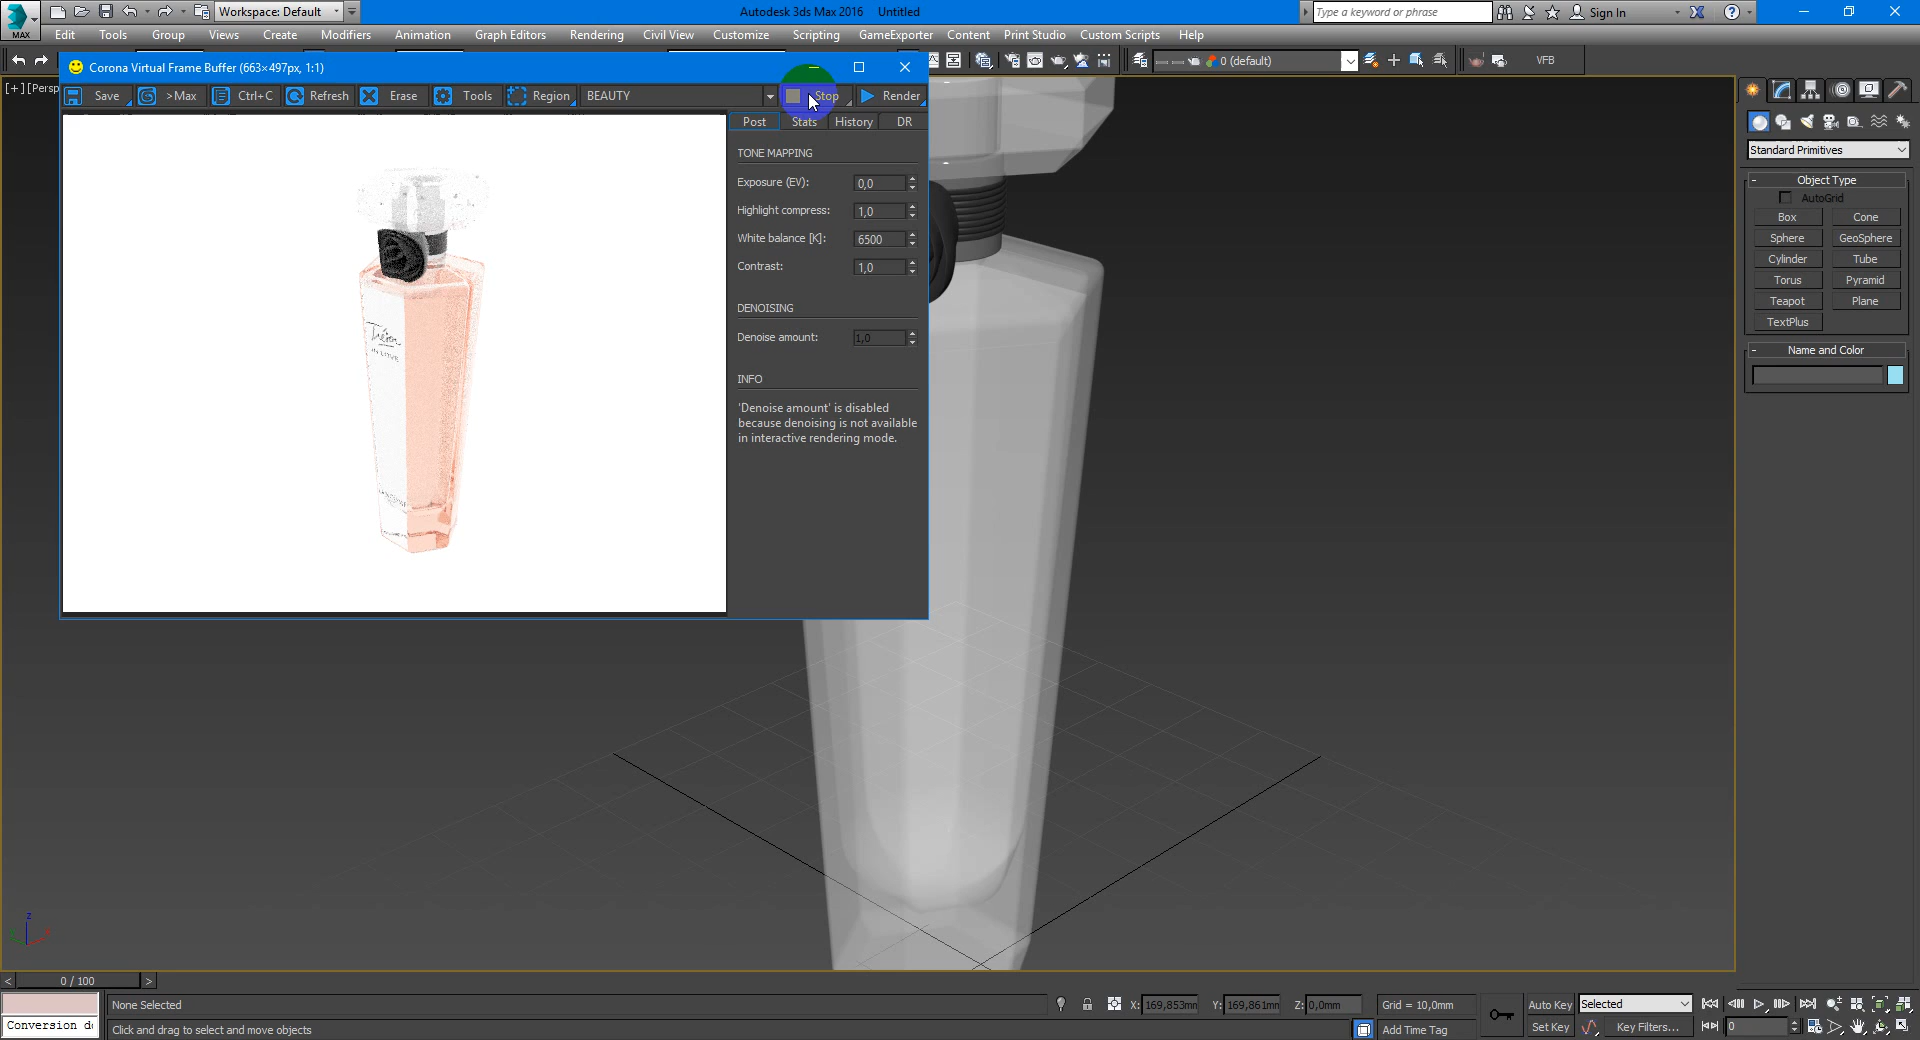 Workspace: Default
Autodesk 3ds Max 2016 Untitled
Type a keyword or phrase
Sign In
MAX
Edit Tools Group Views Create Modifiers Animation Graph Editors Rendering Civil View Customize Scripting GameExporter Content Print Studio Custom Scripts Help
Corona Virtual Frame Buffer (663×497px, 1:1)
0 (default)
VFB
[+] [Persp
Save >Max Ctrl+C Refresh Erase Tools Region BEAUTY Stop Render
Post Stats History DR
TONE MAPPING
Exposure (EV): 0,0
Highlight compress: 1,0
White balance [K]: 6500
Contrast: 1,0
DENOISING
Denoise amount: 1,0
INFO
'Denoise amount' is disabled
because denoising is not available
in interactive rendering mode.
Standard Primitives
- Object Type
AutoGrid
Box Cone
Sphere GeoSphere
Cylinder Tube
Torus Pyramid
Teapot Plane
TextPlus
- Name and Color
z
< 0 / 100 >
None Selected
X: 169,853mm Y: 169,861mm Z: 0,0mm Grid = 10,0mm
Auto Key Selected
Conversion d
Click and drag to select and move objects
Add Time Tag
Set Key Key Filters... 0